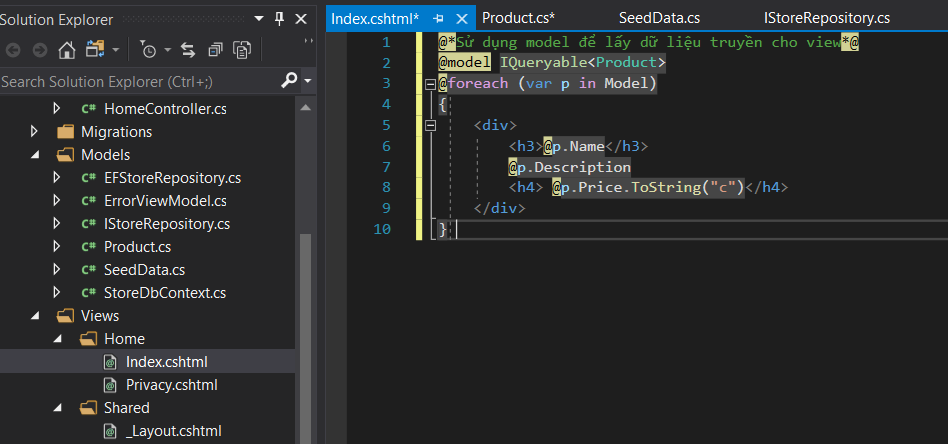 Solution Explorer
Search Solution Explorer (Ctrl+;)
C# HomeController.cs
Migrations
Models
C# EFStoreRepository.cs
C# ErrorViewModel.cs
C# IStoreRepository.cs
C# Product.cs
C# SeedData.cs
C# StoreDbContext.cs
Views
Home
Index.cshtml
Privacy.cshtml
Shared
_Layout.cshtml
Index.cshtml* Product.cs* SeedData.cs IStoreRepository.cs
1 @*Sử dụng model để lấy dữ liệu truyền cho view*@
2 @model IQueryable<Product>
3 @foreach (var p in Model)
4 {
5 <div>
6 <h3>@p.Name</h3>
7 @p.Description
8 <h4> @p.Price.ToString("c")</h4>
9 </div>
10 }